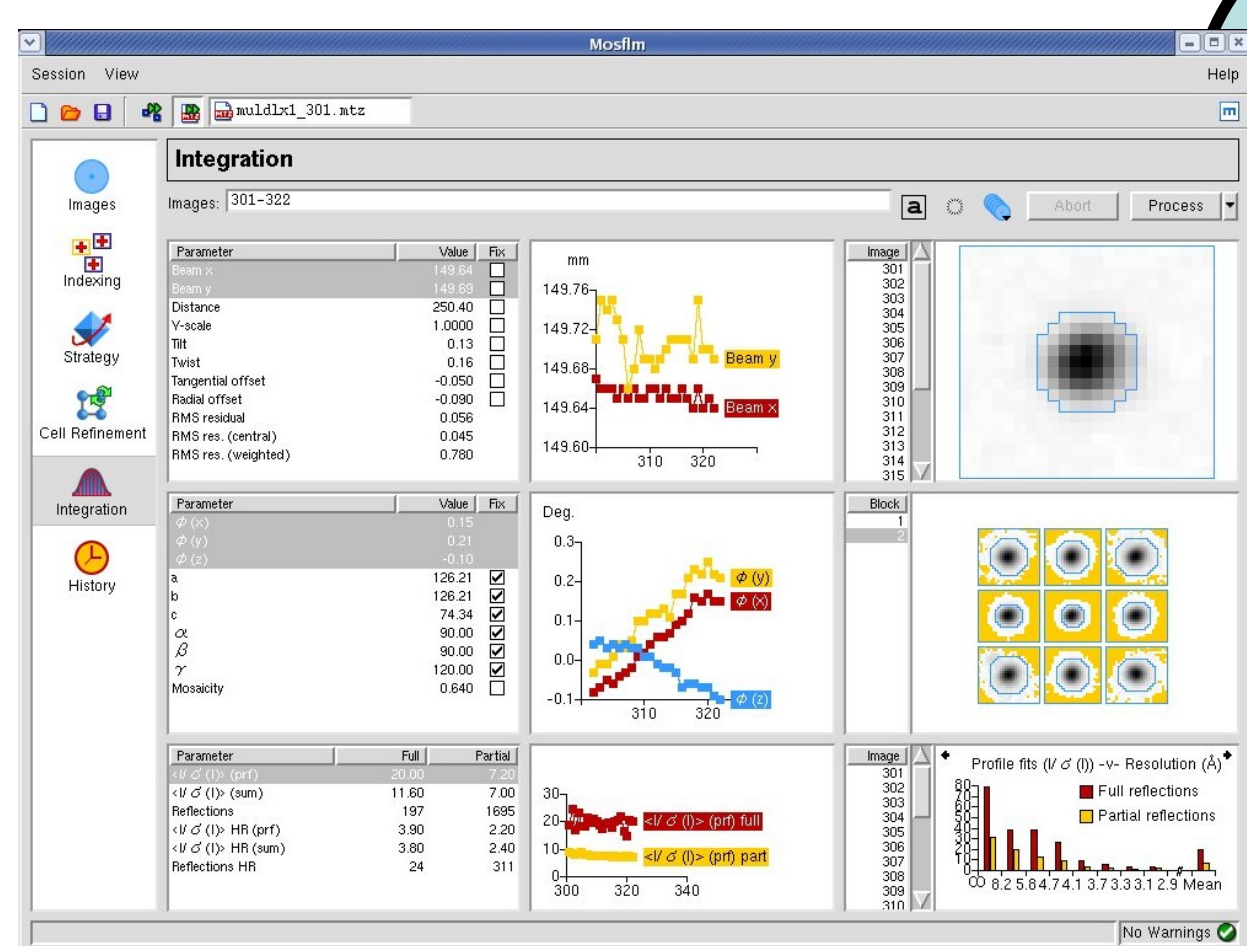 Mosflm
Session View Help
muldlx1_301.mtz
Integration
Images: 301-322
a
Abort
Process
m
Images
Indexing
Strategy
Cell Refinement
Integration
History
Parameter Value Fix
Beam x 149.64
Beam y 149.69
Distance 250.40
Y-scale 1.0000
Tilt 0.13
Twist 0.16
Tangential offset -0.050
Radial offset -0.090
RMS residual 0.056
RMS res. (central) 0.045
RMS res. (weighted) 0.780
mm
149.76
149.72
149.68
149.64
149.60
310 320
Beam y
Beam x
Image
301
302
303
304
305
306
307
308
309
310
311
312
313
314
315
Parameter Value Fix
ϕ (x) 0.15
ϕ (y) 0.21
ϕ (z) -0.10
a 126.21
b 126.21
c 74.34
α 90.00
β 90.00
γ 120.00
Mosaicity 0.640
Deg.
0.3
0.2
0.1
0.0
-0.1
310 320
ϕ (y)
ϕ (x)
ϕ (z)
Block
1
2
Parameter Full Partial
<I/ σ (I)> (prf) 20.00 7.20
<I/ σ (I)> (sum) 11.60 7.00
Reflections 197 1695
<I/ σ (I)> HR (prf) 3.90 2.20
<I/ σ (I)> HR (sum) 3.80 2.40
Reflections HR 24 311
30
20
10
0
300 320 340
<I/ σ (I)> (prf) full
<I/ σ (I)> (prf) part
Image
301
302
303
304
305
306
307
308
309
310
Profile fits (I/ σ (I)) -v- Resolution (Å)
80
70
60
50
40
30
20
10
0
Full reflections
Partial reflections
∞ 8.2 5.8 4.7 4.1 3.7 3.3 3.1 2.9 Mean
No Warnings